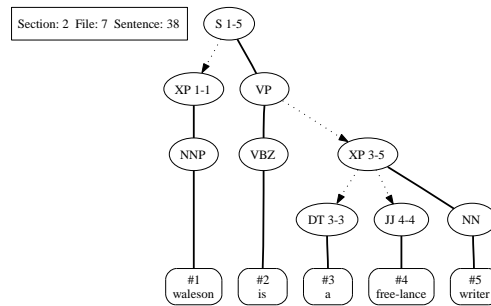 Section: 2 File: 7 Sentence: 38
S 1-5
XP 1-1
VP
NNP
VBZ
XP 3-5
DT 3-3
JJ 4-4
NN
#1
waleson
#2
is
#3
a
#4
free-lance
#5
writer